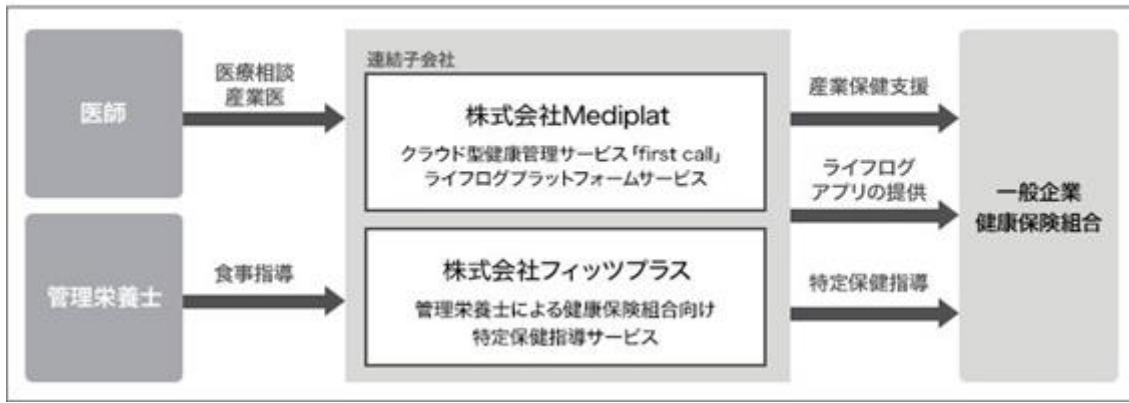 医師
管理栄養士
医療相談
産業医
食事指導
連結子会社
株式会社Mediplat
クラウド型健康管理サービス「first call」
ライフログプラットフォームサービス
株式会社フィッツプラス
管理栄養士による健康保険組合向け
特定保健指導サービス
産業保健支援
ライフログ
アプリの提供
特定保健指導
一般企業
健康保険組合